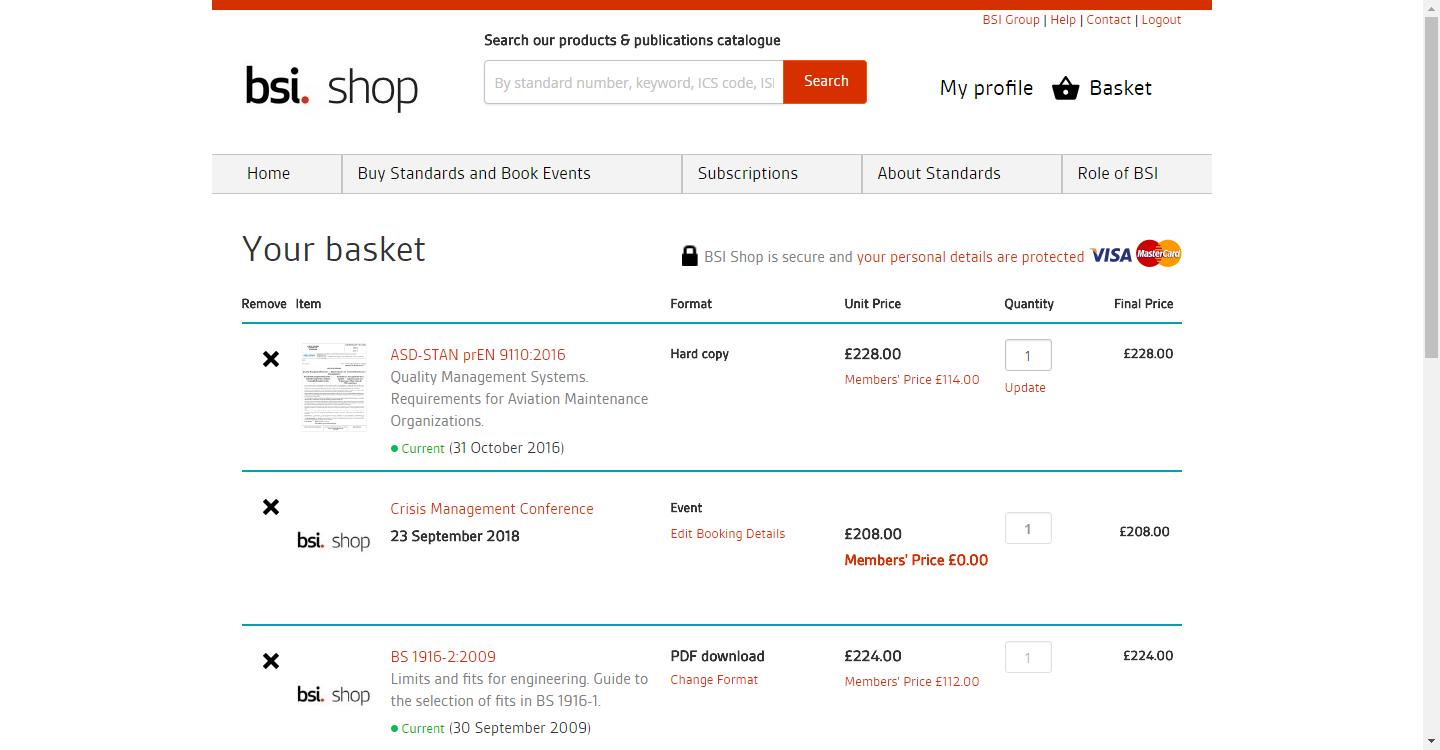 BSI Group | Help | Contact | Logout
Search our products & publications catalogue
bsi. shop
By standard number, keyword, ICS code, ISI
Search
My profile
Basket
Home
Buy Standards and Book Events
Subscriptions
About Standards
Role of BSI
Your basket
BSI Shop is secure and your personal details are protected
VISA
MasterCard
Remove Item Format Unit Price Quantity Final Price
ASD-STAN prEN 9110:2016
Quality Management Systems.
Requirements for Aviation Maintenance
Organizations.
Current (31 October 2016)
Hard copy
£228.00
Members' Price £114.00
1
Update
£228.00
bsi. shop
Crisis Management Conference
23 September 2018
Event
Edit Booking Details
£208.00
Members' Price £0.00
1
£208.00
bsi. shop
BS 1916-2:2009
Limits and fits for engineering. Guide to
the selection of fits in BS 1916-1.
Current (30 September 2009)
PDF download
Change Format
£224.00
Members' Price £112.00
1
£224.00